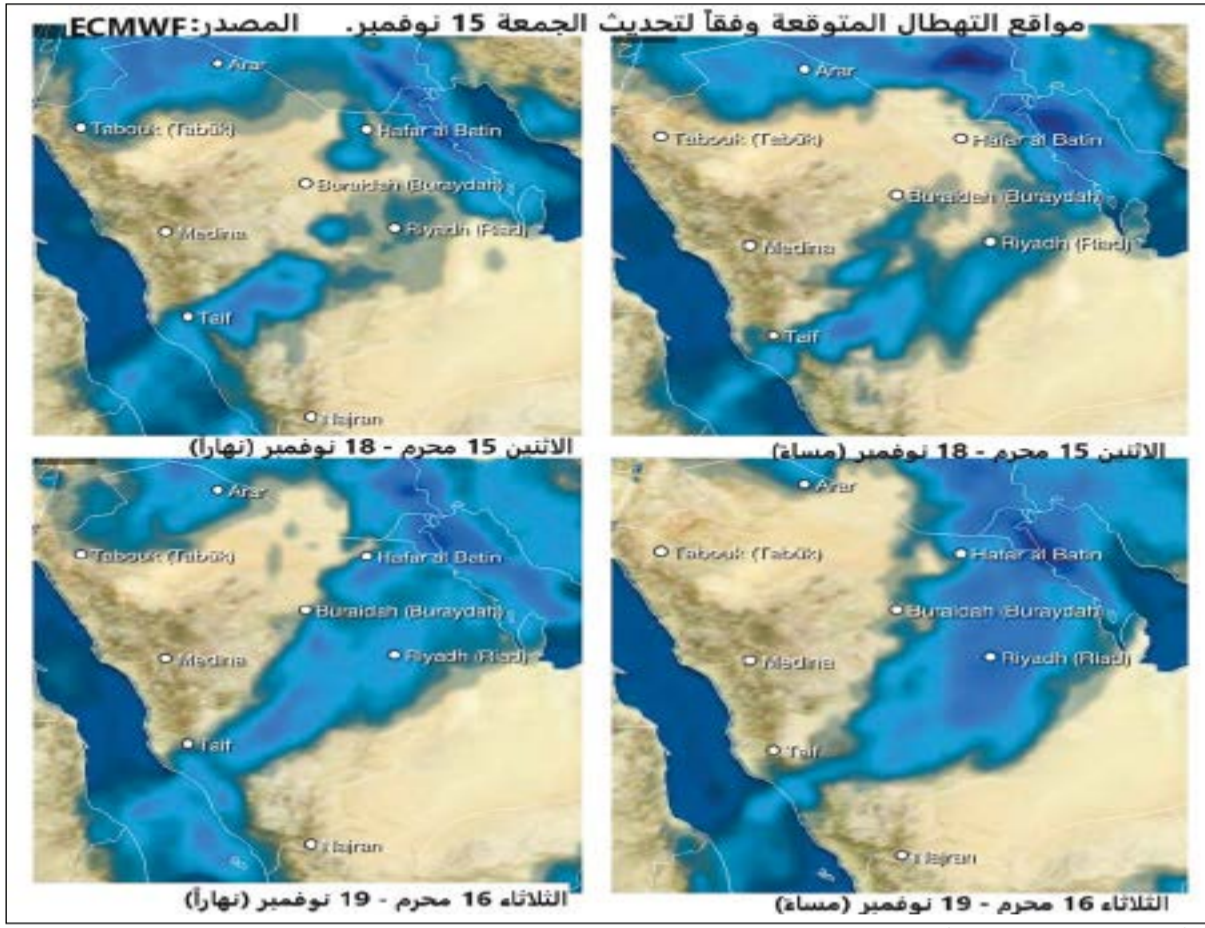 مواقع التهطال المتوقعة وفقاً لتحديث الجمعة 15 نوفمبر. المصدر:ECMWF
Arar
Tabouk (Tabūk)
Hafar al Batin
Buraidah (Buraydah)
Medina
Riyadh (Riad)
Taif
Arar
Tabouk (Tabūk)
Hafar al Batin
Buraidah (Buraydah)
Medina
Riyadh (Riad)
Taif
Najran
الاثنين 15 محرم - 18 نوفمبر (مساءً)
الاثنين 15 محرم - 18 نوفمبر (نهاراً)
Arar
Tabouk (Tabūk)
Hafar al Batin
Buraidah (Buraydah)
Medina
Riyadh (Riad)
Taif
Najran
Arar
Tabouk (Tabūk)
Hafar al Batin
Buraidah (Buraydah)
Medina
Riyadh (Riad)
Taif
Najran
الثلاثاء 16 محرم - 19 نوفمبر (مساءً)
الثلاثاء 16 محرم - 19 نوفمبر (نهاراً)